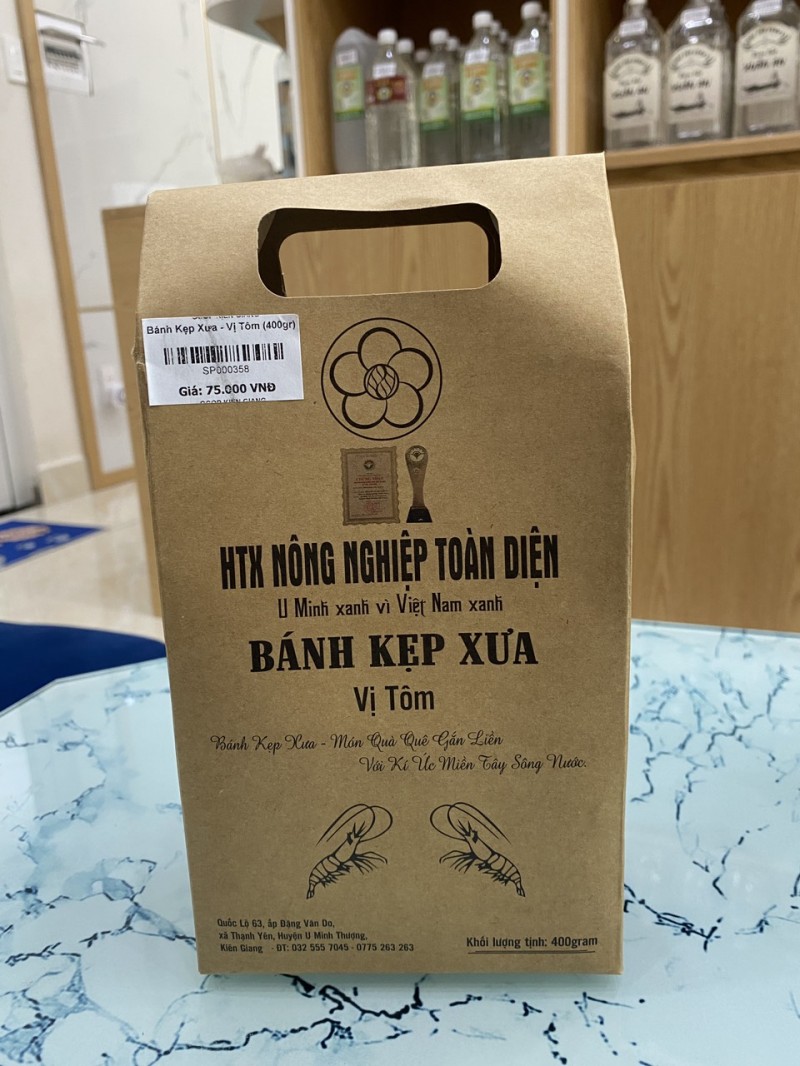 Bánh Kẹp Xưa - Vị Tôm (400gr)
SP000358
Giá: 75.000 VNĐ
OCOP KIEN GIANG
HTX NÔNG NGHIỆP TOÀN DIỆN
U Minh xanh vì Việt Nam xanh
BÁNH KẸP XƯA
Vị Tôm
Bánh Kẹp Xưa - Món Quà Quê Gắn Liền
Với Kí Ức Miền Tây Sông Nước.
Quốc Lộ 63, ấp Đặng Văn Do,
xã Thạnh Yên, Huyện U Minh Thượng,
Kiên Giang - ĐT: 032 555 7045 - 0775 263 263
Khối lượng tịnh: 400gram